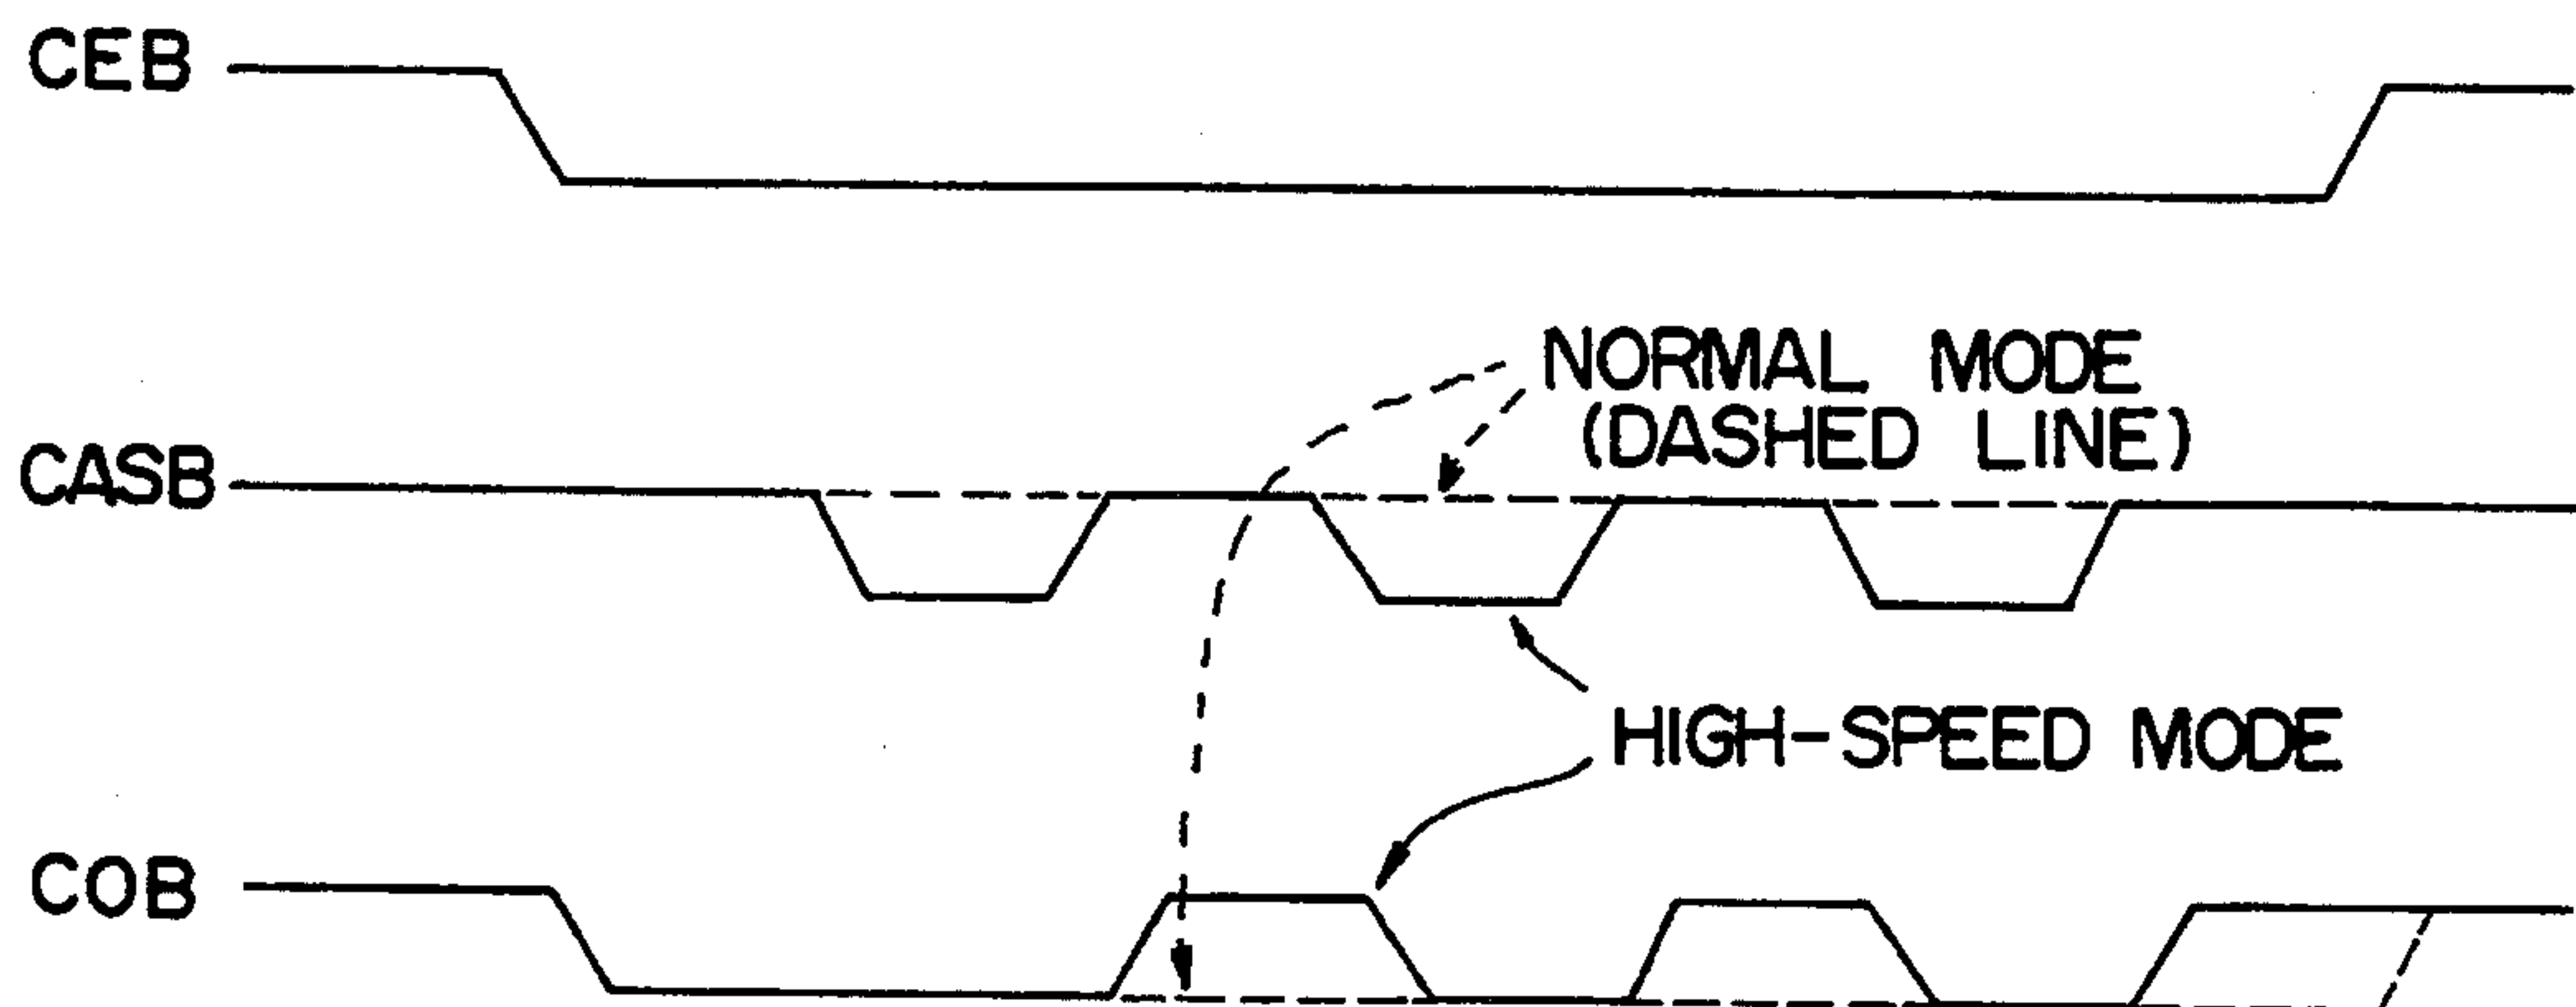 CEB
NORMAL MODE
(DASHED LINE)
CASB
HIGH-SPEED MODE
COB